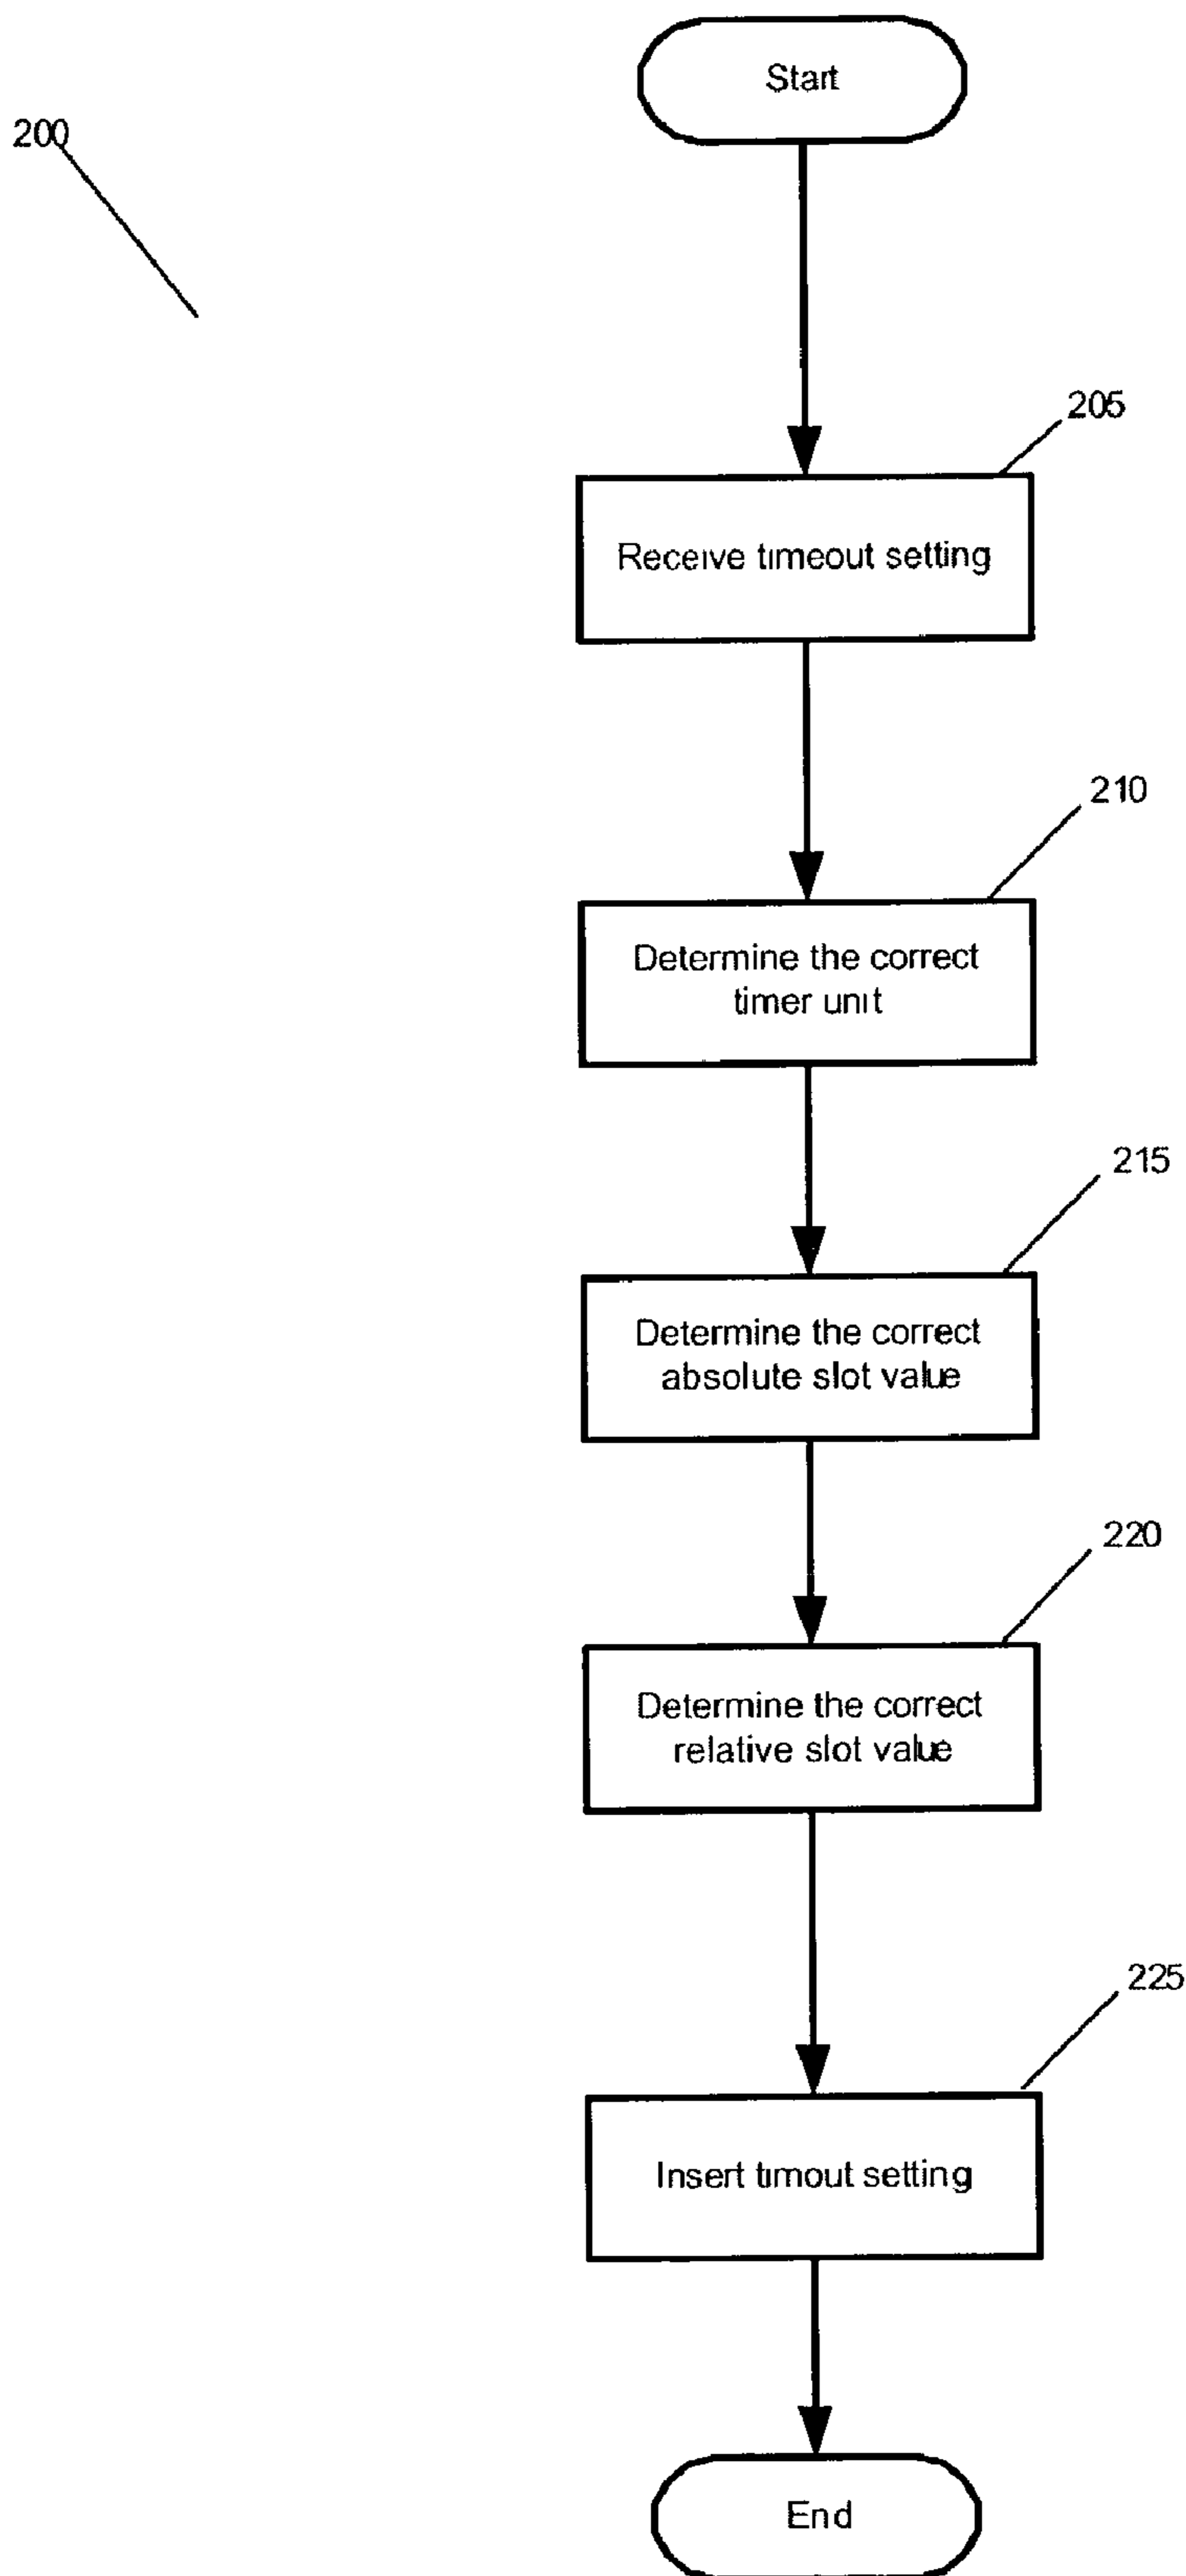 Start
200
205
Receive timeout setting
210
Determine the correct
timer unit
215
Determine the correct
absolute slot value
220
Determine the correct
relative slot value
225
Insert timout setting
End